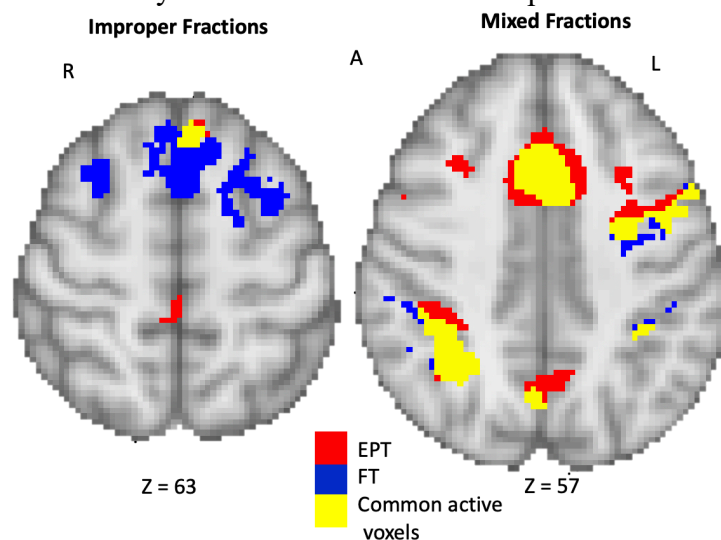 Improper Fractions
Mixed Fractions
R
A
L
EPT
FT
Common active
voxels
Z = 63
Z = 57